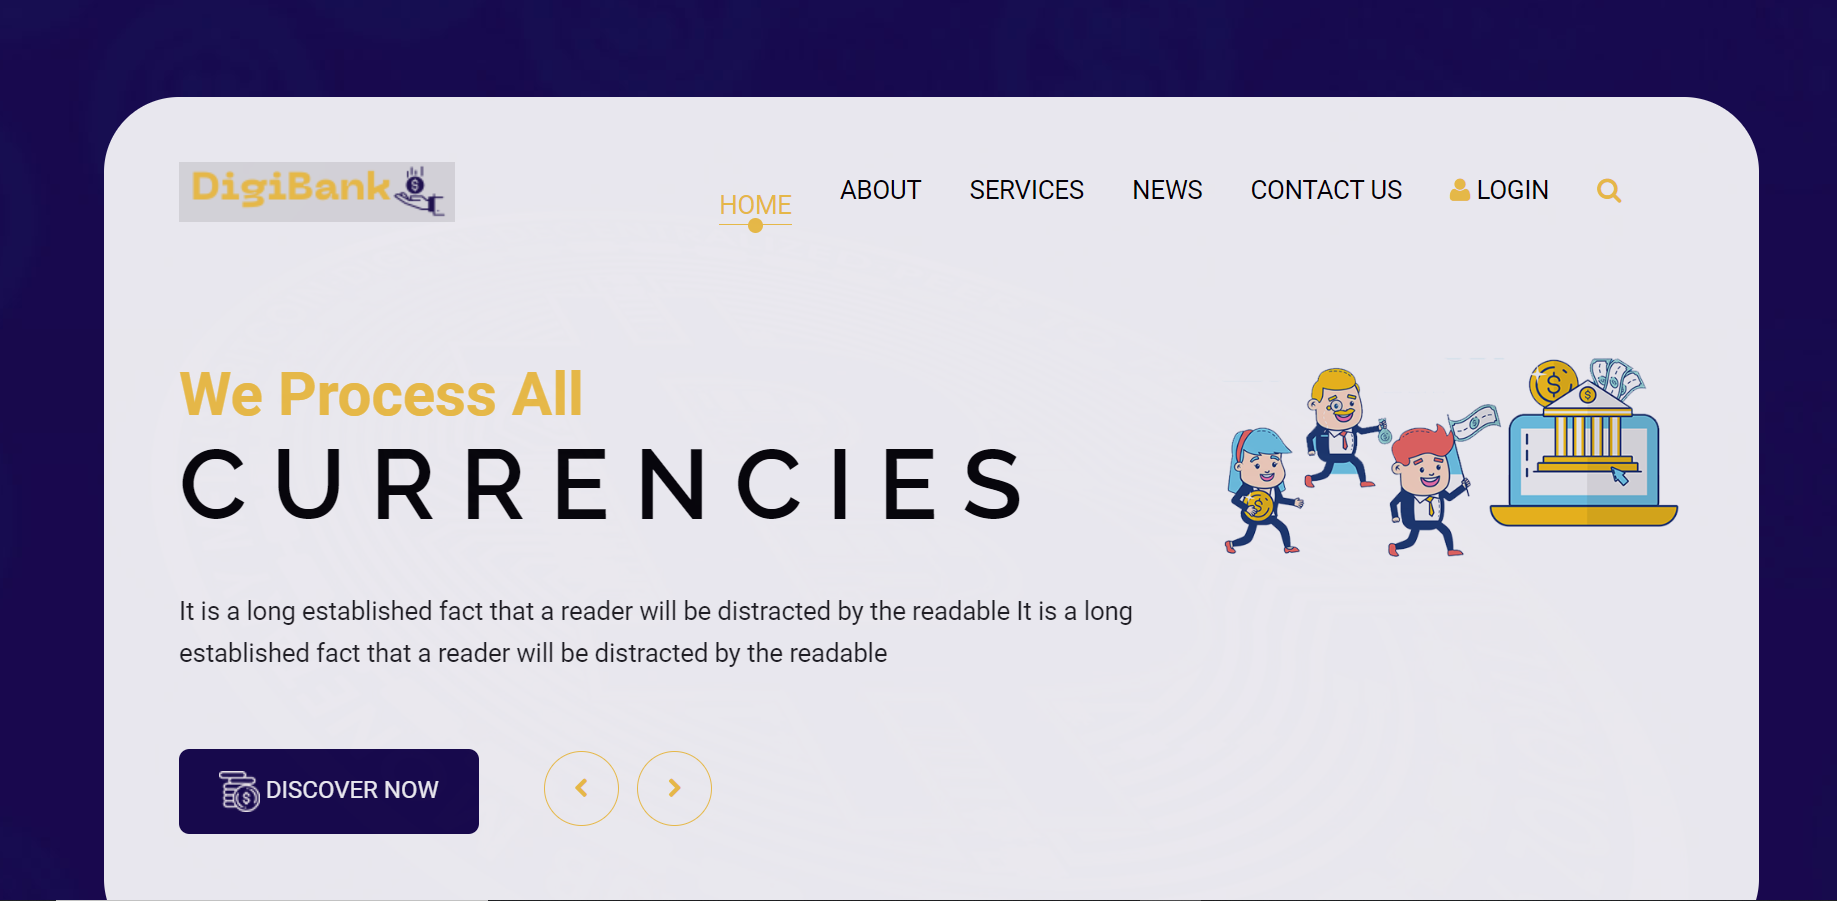 DigiBank
HOME
ABOUT
SERVICES
NEWS
CONTACT US
LOGIN
We Process All
CURRENCIES
It is a long established fact that a reader will be distracted by the readable It is a long
established fact that a reader will be distracted by the readable
DISCOVER NOW